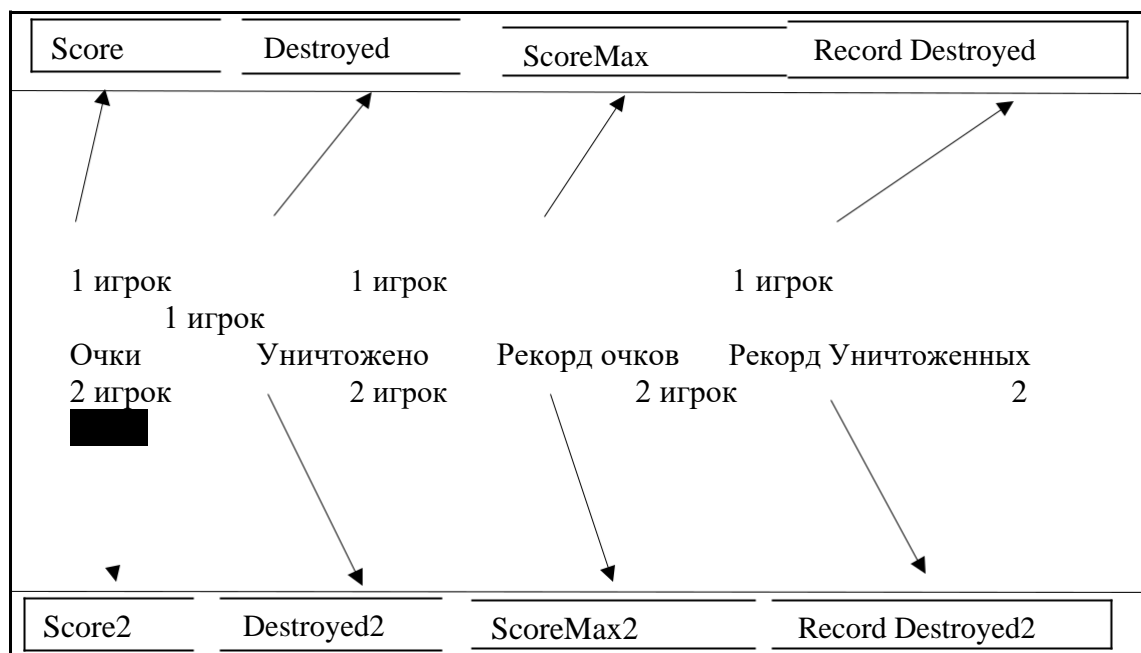 Score Destroyed ScoreMax Record Destroyed
1 игрок 1 игрок 1 игрок
1 игрок
Очки Уничтожено Рекорд очков Рекорд Уничтоженных
2 игрок 2 игрок 2 игрок 2
Score2 Destroyed2 ScoreMax2 Record Destroyed2